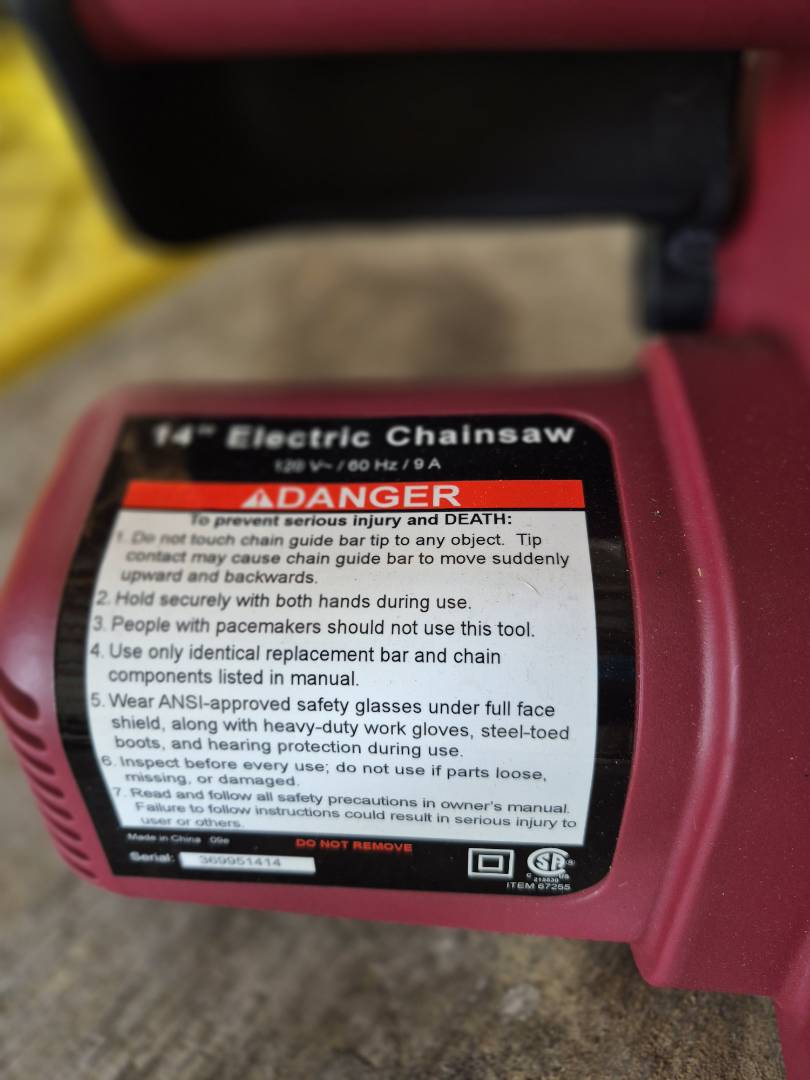 14" Electric Chainsaw
120 V~ / 60 Hz / 9 A
DANGER
To prevent serious injury and DEATH:
1. Do not touch chain guide bar tip to any object. Tip
contact may cause chain guide bar to move suddenly
upward and backwards.
2. Hold securely with both hands during use.
3. People with pacemakers should not use this tool.
4. Use only identical replacement bar and chain
components listed in manual.
5. Wear ANSI-approved safety glasses under full face
shield, along with heavy-duty work gloves, steel-toed
boots, and hearing protection during use.
6. Inspect before every use; do not use if parts loose,
missing, or damaged.
7. Read and follow all safety precautions in owner's manual.
Failure to follow instructions could result in serious injury to
user or others.
Made in China 09e
DO NOT REMOVE
Serial: 369951414
SP ®
C US
ITEM 67255